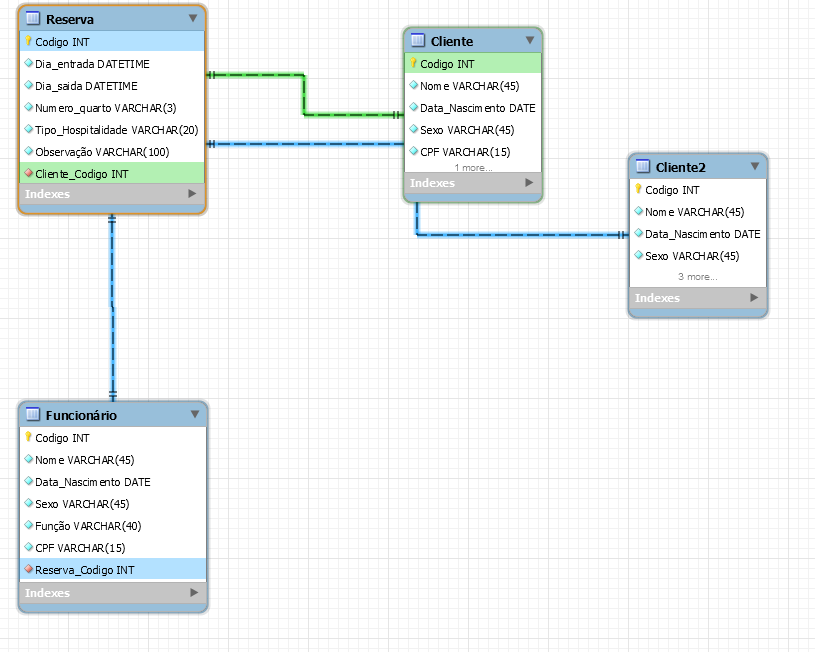 Reserva
Codigo INT
Dia_entrada DATETIME
Dia_saida DATETIME
Numero_quarto VARCHAR(3)
Tipo_Hospitalidade VARCHAR(20)
Observação VARCHAR(100)
Cliente_Codigo INT
Indexes
Cliente
Codigo INT
Nome VARCHAR(45)
Data_Nascimento DATE
Sexo VARCHAR(45)
CPF VARCHAR(15)
1 more...
Indexes
Cliente2
Codigo INT
Nome VARCHAR(45)
Data_Nascimento DATE
Sexo VARCHAR(45)
3 more...
Indexes
Funcionário
Codigo INT
Nome VARCHAR(45)
Data_Nascimento DATE
Sexo VARCHAR(45)
Função VARCHAR(40)
CPF VARCHAR(15)
Reserva_Codigo INT
Indexes